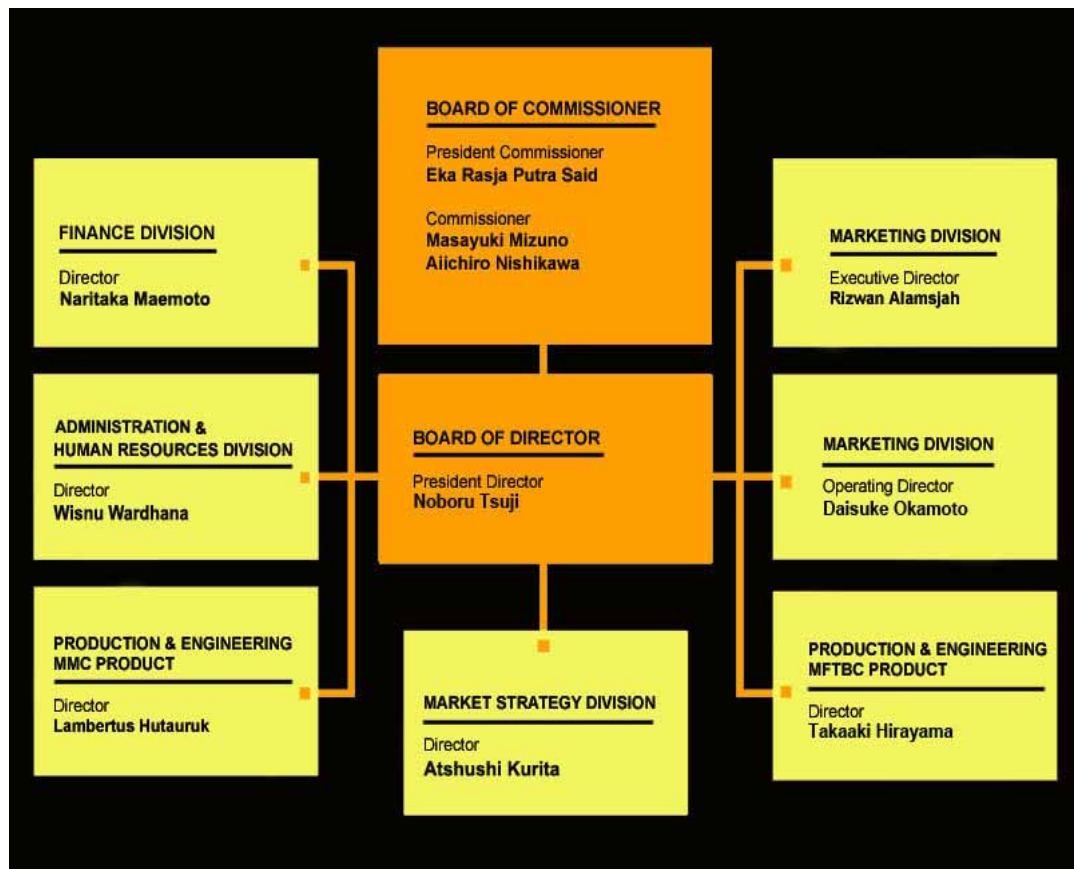 BOARD OF COMMISSIONER
President Commissioner
Eka Rasja Putra Said
Commissioner
Masayuki Mizuno
Aiichiro Nishikawa
FINANCE DIVISION
Director
Naritaka Maemoto
MARKETING DIVISION
Executive Director
Rizwan Alamsjah
ADMINISTRATION &
HUMAN RESOURCES DIVISION
Director
Wisnu Wardhana
BOARD OF DIRECTOR
President Director
Noboru Tsuji
MARKETING DIVISION
Operating Director
Daisuke Okamoto
PRODUCTION & ENGINEERING
MMC PRODUCT
Director
Lambertus Hutauruk
MARKET STRATEGY DIVISION
Director
Atshushi Kurita
PRODUCTION & ENGINEERING
MFTBC PRODUCT
Director
Takaaki Hirayama